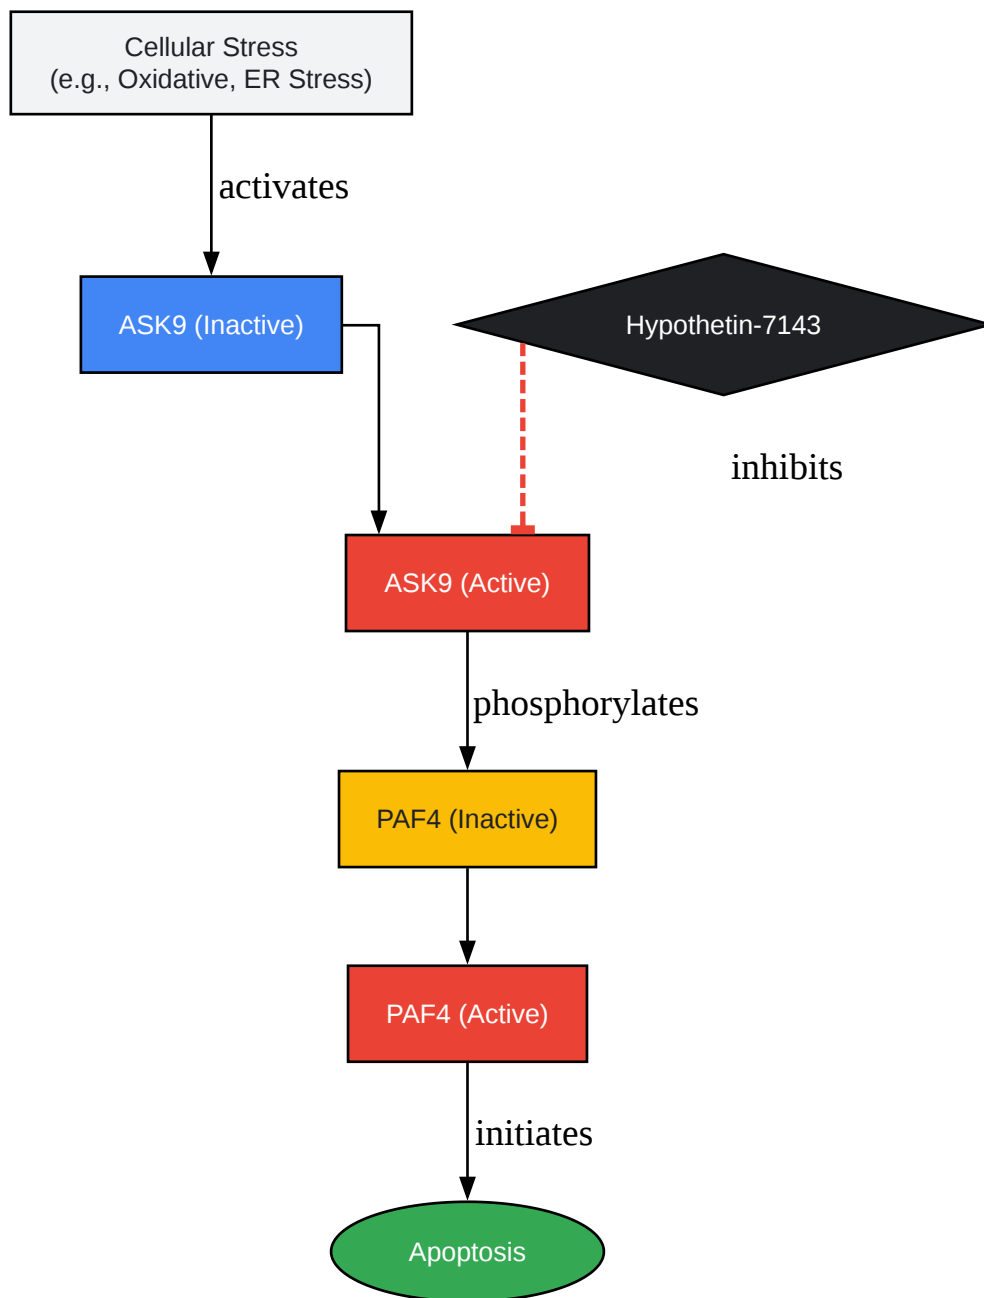 Cellular Stress
(e.g., Oxidative, ER Stress)
activates
ASK9 (Inactive)
Hypothetin-7143
inhibits
ASK9 (Active)
phosphorylates
PAF4 (Inactive)
PAF4 (Active)
initiates
Apoptosis